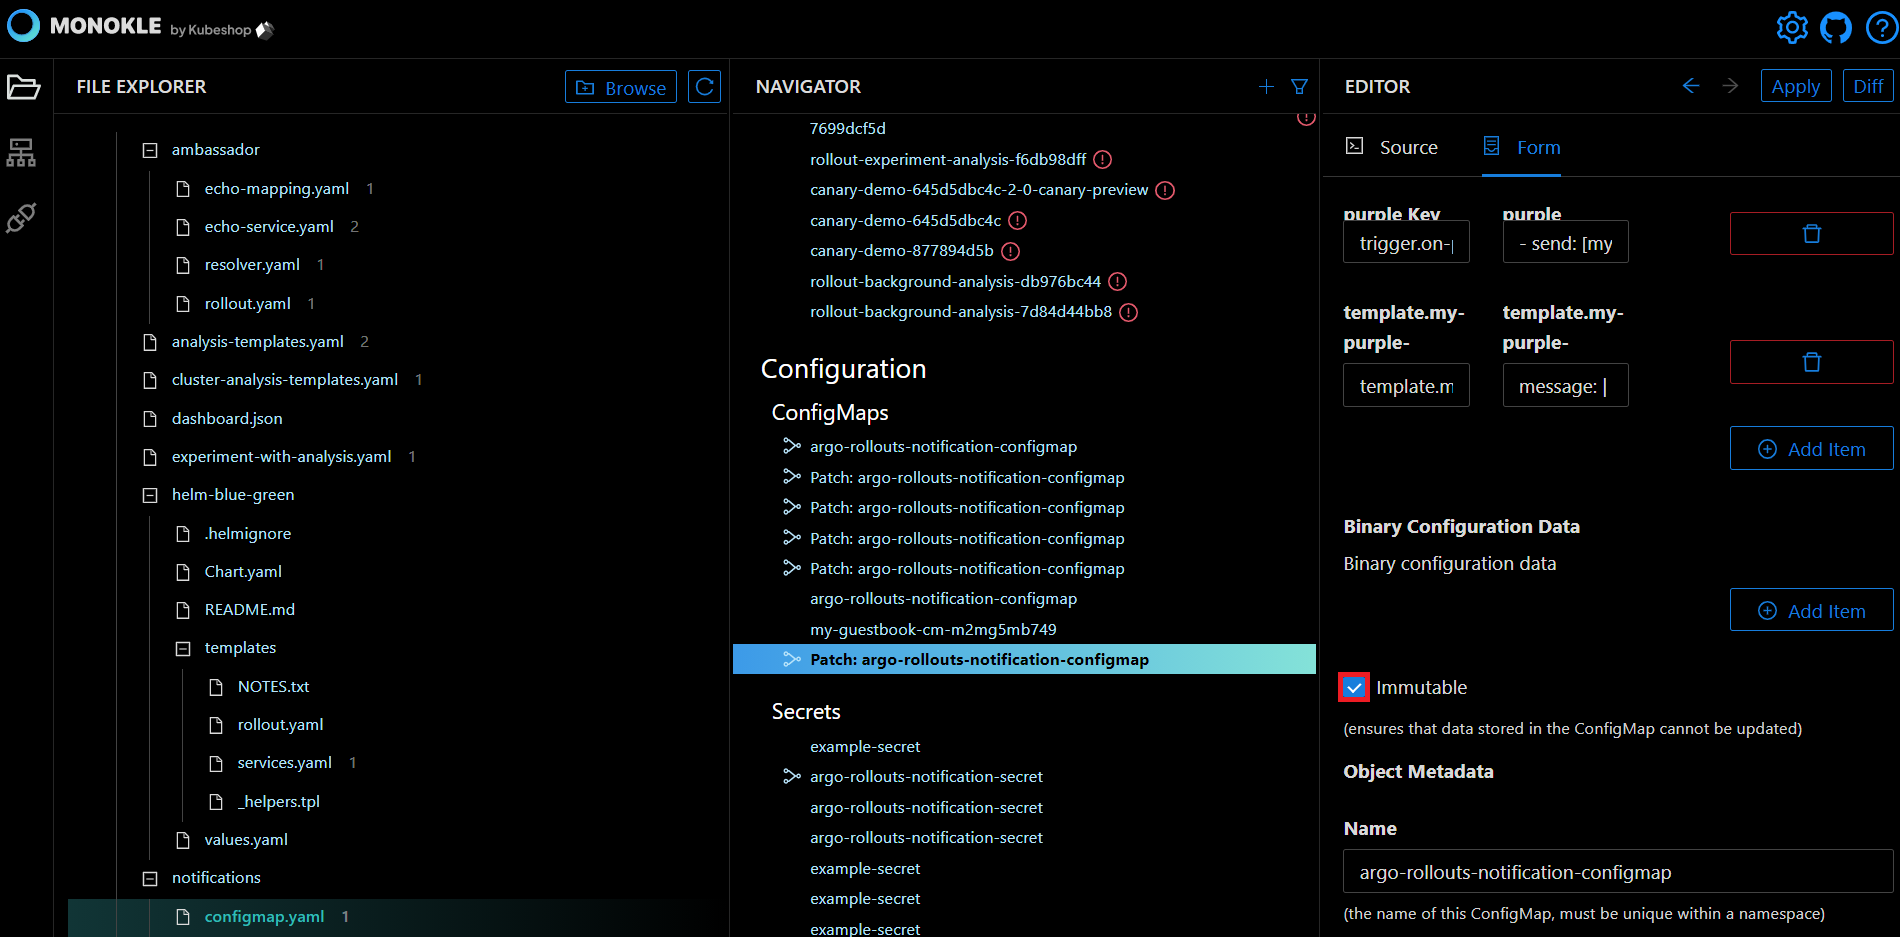 MONOKLE by Kubeshop
FILE EXPLORER
Browse
ambassador
echo-mapping.yaml 1
echo-service.yaml 2
resolver.yaml 1
rollout.yaml 1
analysis-templates.yaml 2
cluster-analysis-templates.yaml 1
dashboard.json
experiment-with-analysis.yaml 1
helm-blue-green
.helmignore
Chart.yaml
README.md
templates
NOTES.txt
rollout.yaml
services.yaml 1
_helpers.tpl
values.yaml
notifications
configmap.yaml 1
NAVIGATOR
7699dcf5d
rollout-experiment-analysis-f6db98dff
canary-demo-645d5dbc4c-2-0-canary-preview
canary-demo-645d5dbc4c
canary-demo-877894d5b
rollout-background-analysis-db976bc44
rollout-background-analysis-7d84d44bb8
Configuration
ConfigMaps
argo-rollouts-notification-configmap
Patch: argo-rollouts-notification-configmap
Patch: argo-rollouts-notification-configmap
Patch: argo-rollouts-notification-configmap
Patch: argo-rollouts-notification-configmap
argo-rollouts-notification-configmap
my-guestbook-cm-m2mg5mb749
Patch: argo-rollouts-notification-configmap
Secrets
example-secret
argo-rollouts-notification-secret
argo-rollouts-notification-secret
argo-rollouts-notification-secret
example-secret
example-secret
example-secret
EDITOR
Apply
Diff
Source
Form
purple Key
purple
trigger.on-p
- send: [my
template.my-
purple-
template.my-
purple-
template.m
message: |
Add Item
Binary Configuration Data
Binary configuration data
Add Item
Immutable
(ensures that data stored in the ConfigMap cannot be updated)
Object Metadata
Name
argo-rollouts-notification-configmap
(the name of this ConfigMap, must be unique within a namespace)